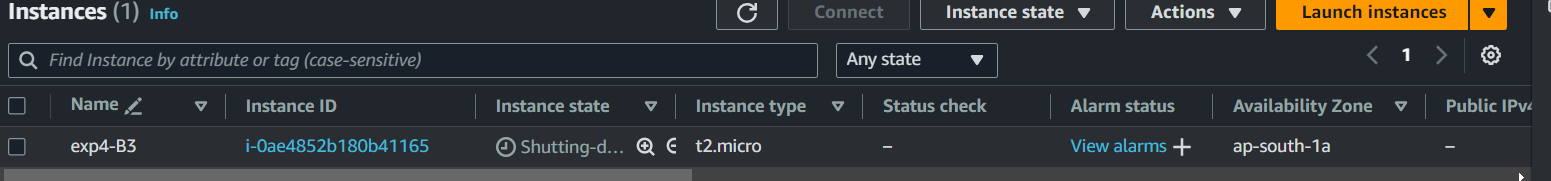 Instances (1) Info
Connect
Instance state
Actions
Launch instances
Find Instance by attribute or tag (case-sensitive)
Any state
1
Name Instance ID Instance state Instance type Status check Alarm status Availability Zone Public IPv4
exp4-B3 i-0ae4852b180b41165 Shutting-d... t2.micro – View alarms + ap-south-1a –